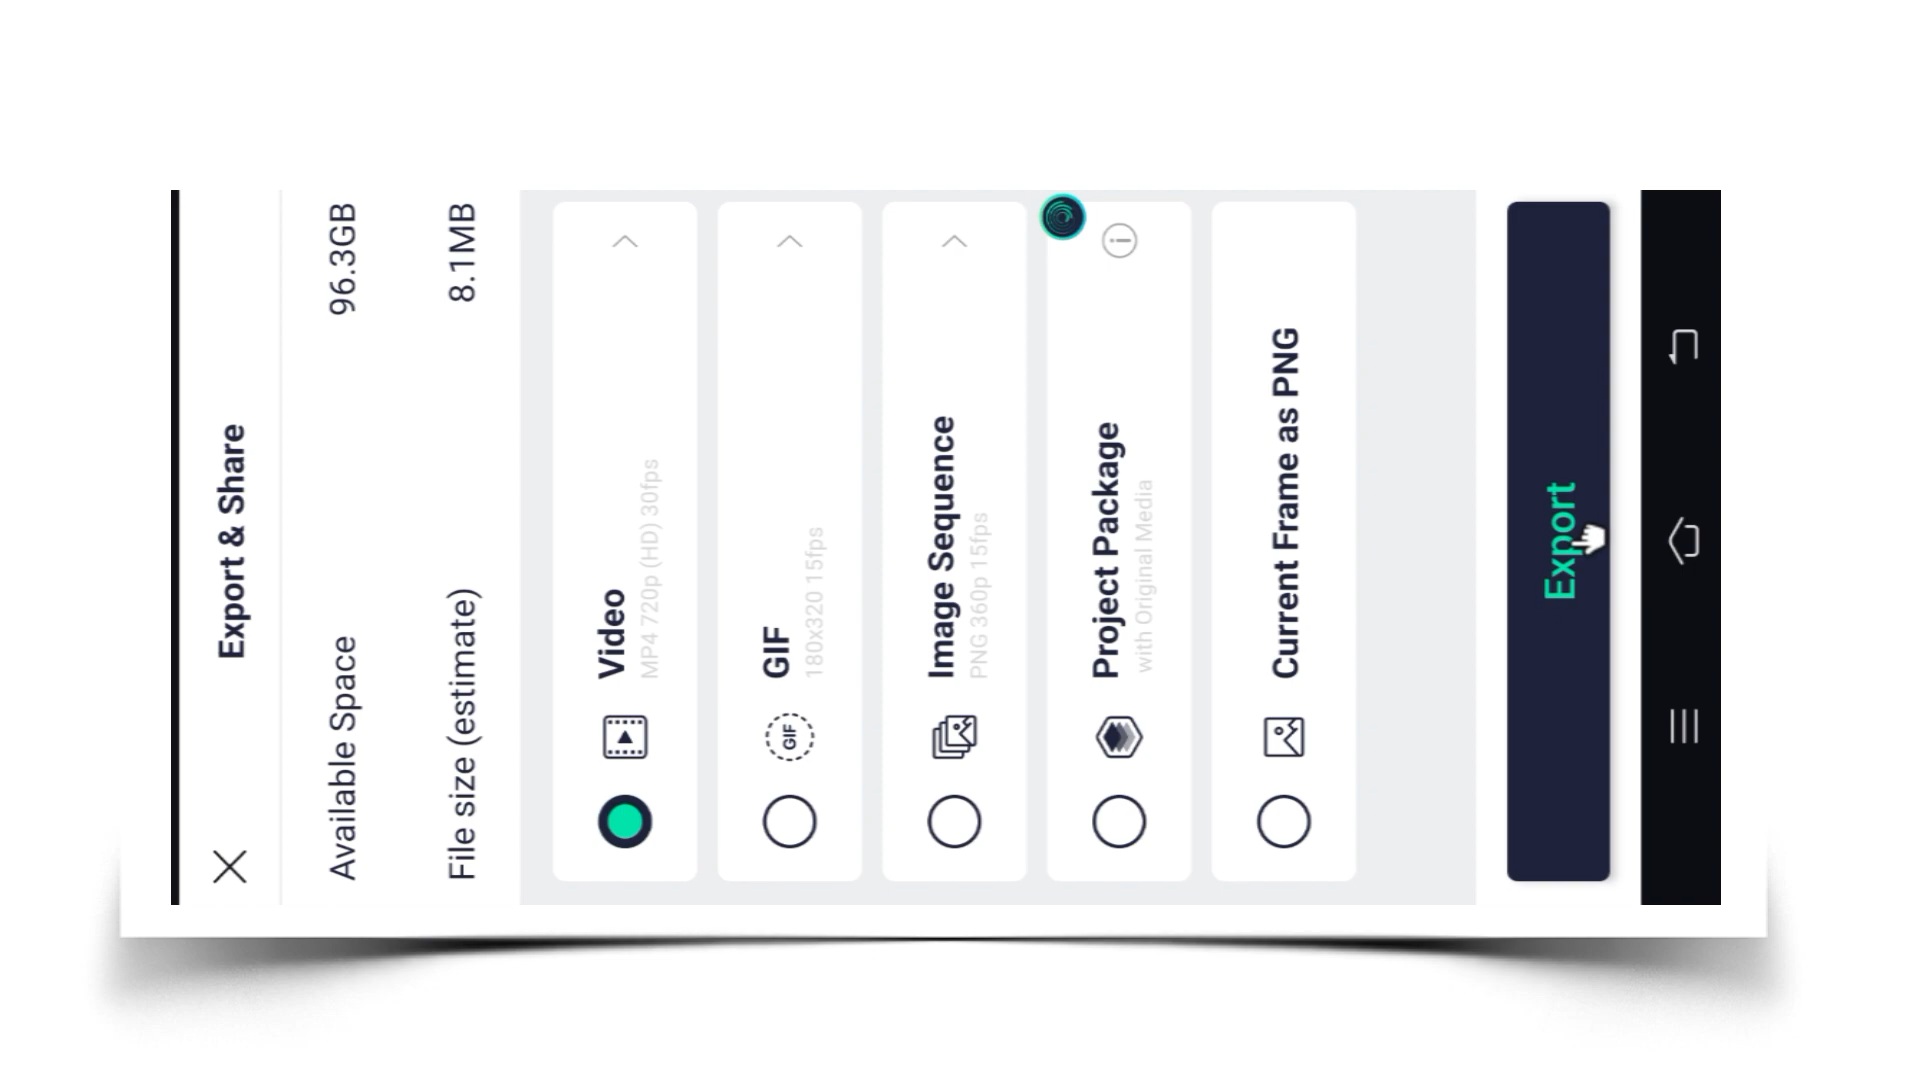 Export & Share
Available Space 96.3GB
File size (estimate) 8.1MB
Video
MP4 720p (HD) 30fps
GIF
GIF
180x320 15fps
Image Sequence
PNG 360p 15fps
Project Package
with Original Media
Current Frame as PNG
Export